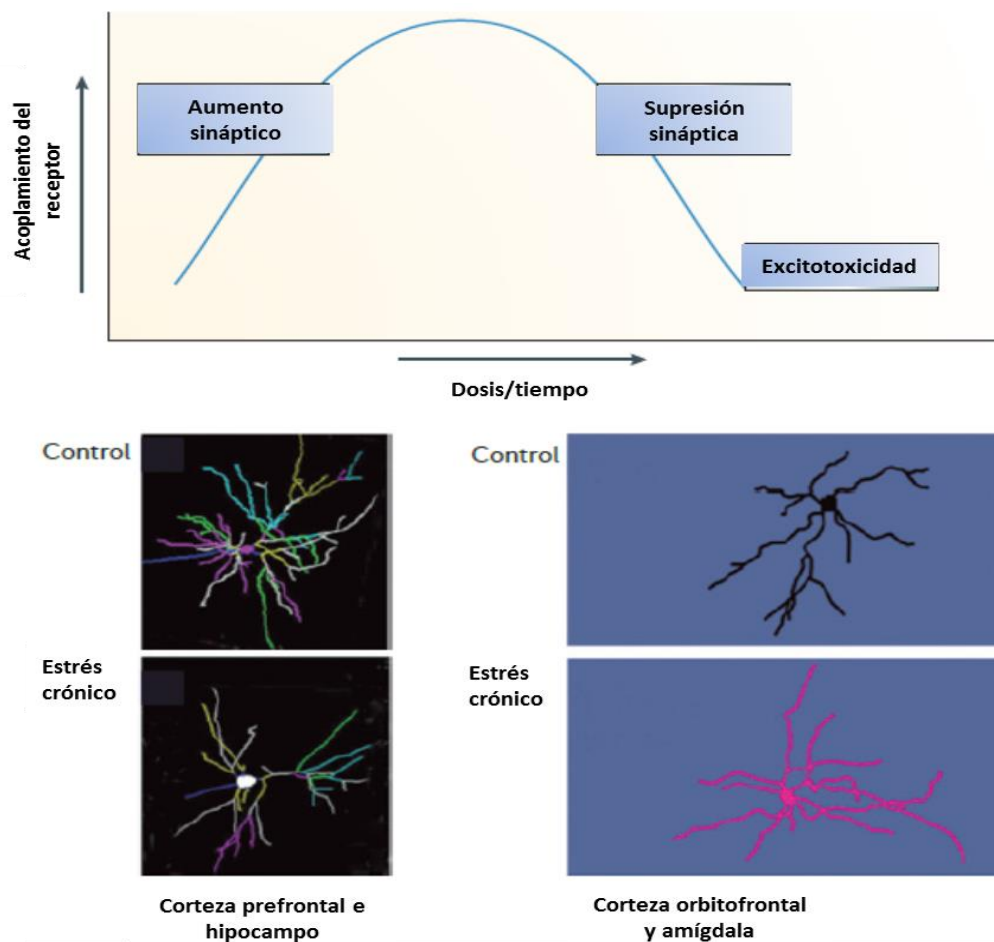 Acoplamiento del
receptor
Aumento
sináptico
Supresión
sináptica
Excitotoxicidad
Dosis/tiempo
Control
Control
Estrés
crónico
Estrés
crónico
Corteza prefrontal e
hipocampo
Corteza orbitofrontal
y amígdala